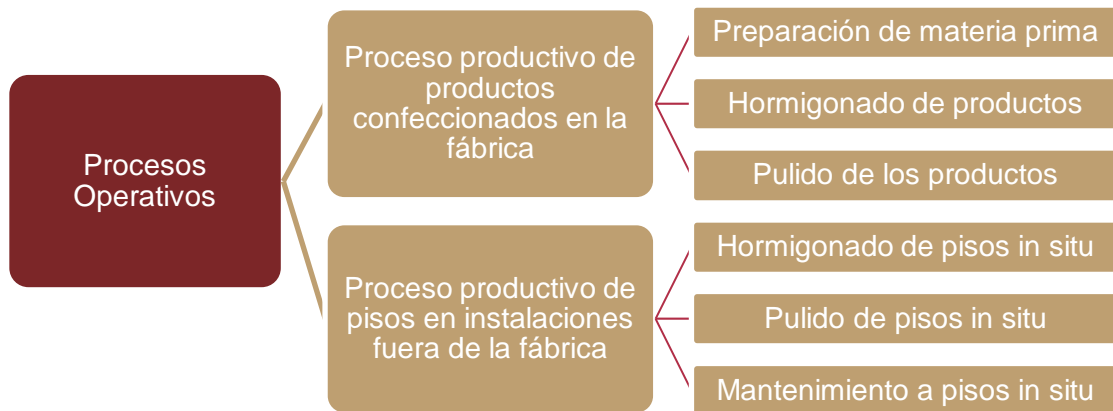 Procesos
Operativos
Proceso productivo de
productos
confeccionados en la
fábrica
Preparación de materia prima
Hormigonado de productos
Pulido de los productos
Proceso productivo de
pisos en instalaciones
fuera de la fábrica
Hormigonado de pisos in situ
Pulido de pisos in situ
Mantenimiento a pisos in situ